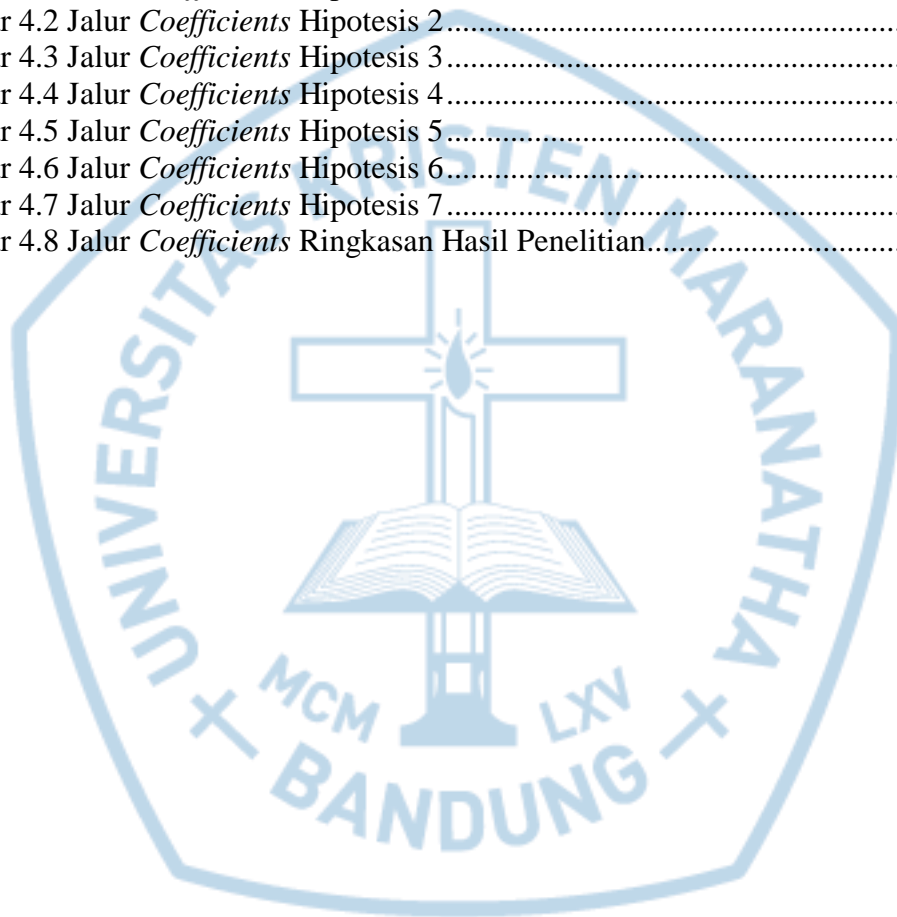 r 4.2 Jalur Coefficients Hipotesis 2......................................................................
r 4.3 Jalur Coefficients Hipotesis 3......................................................................
r 4.4 Jalur Coefficients Hipotesis 4......................................................................
r 4.5 Jalur Coefficients Hipotesis 5......................................................................
r 4.6 Jalur Coefficients Hipotesis 6......................................................................
r 4.7 Jalur Coefficients Hipotesis 7......................................................................
r 4.8 Jalur Coefficients Ringkasan Hasil Penelitian.......................................
UNIVERSITAS KRISTEN MARANATHA
MCM LXV
BANDUNG